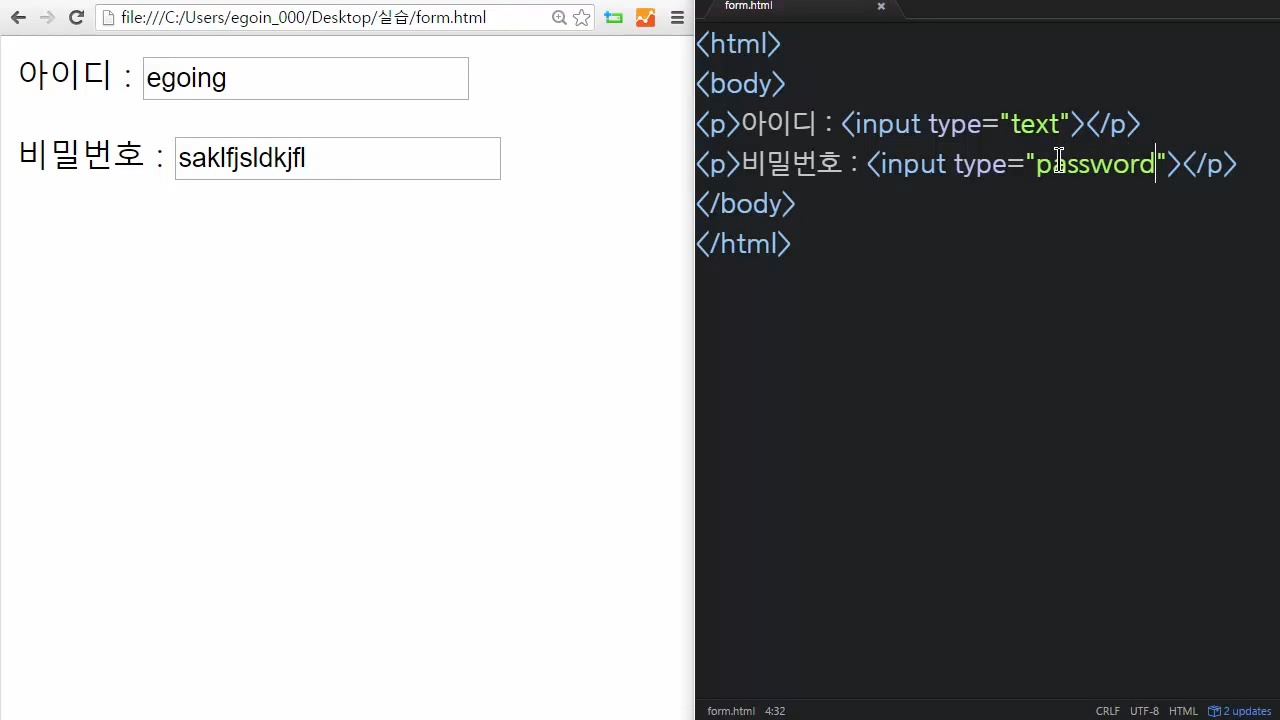 file:///C:/Users/egoin_000/Desktop/실습/form.html
아이디 : egoing
비밀번호 : saklfjsldkjfl
form.html
<html>
<body>
<p>아이디 : <input type="text"></p>
<p>비밀번호 : <input type="password"></p>
</body>
</html>
form.html 4:32 CRLF UTF-8 HTML 2 updates